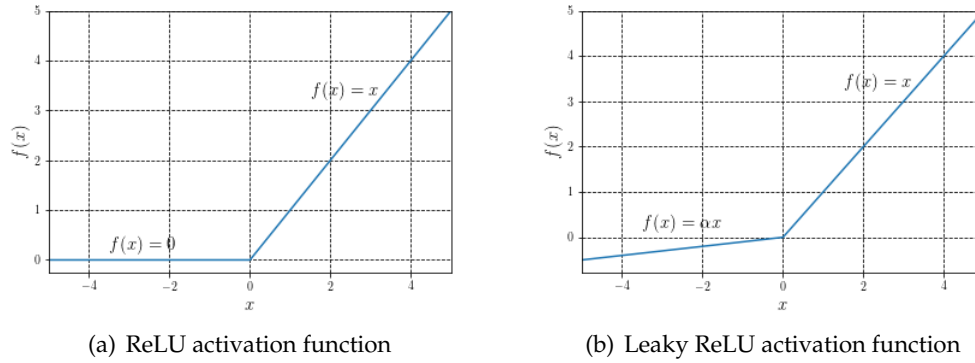 5
4
3
2
1
0
f(x)
f(x) = x
f(x) = 0
−4
−2
0
2
4
x
(a) ReLU activation function
5
4
3
2
1
0
f(x)
f(x) = x
f(x) = αx
−4
−2
0
2
4
x
(b) Leaky ReLU activation function